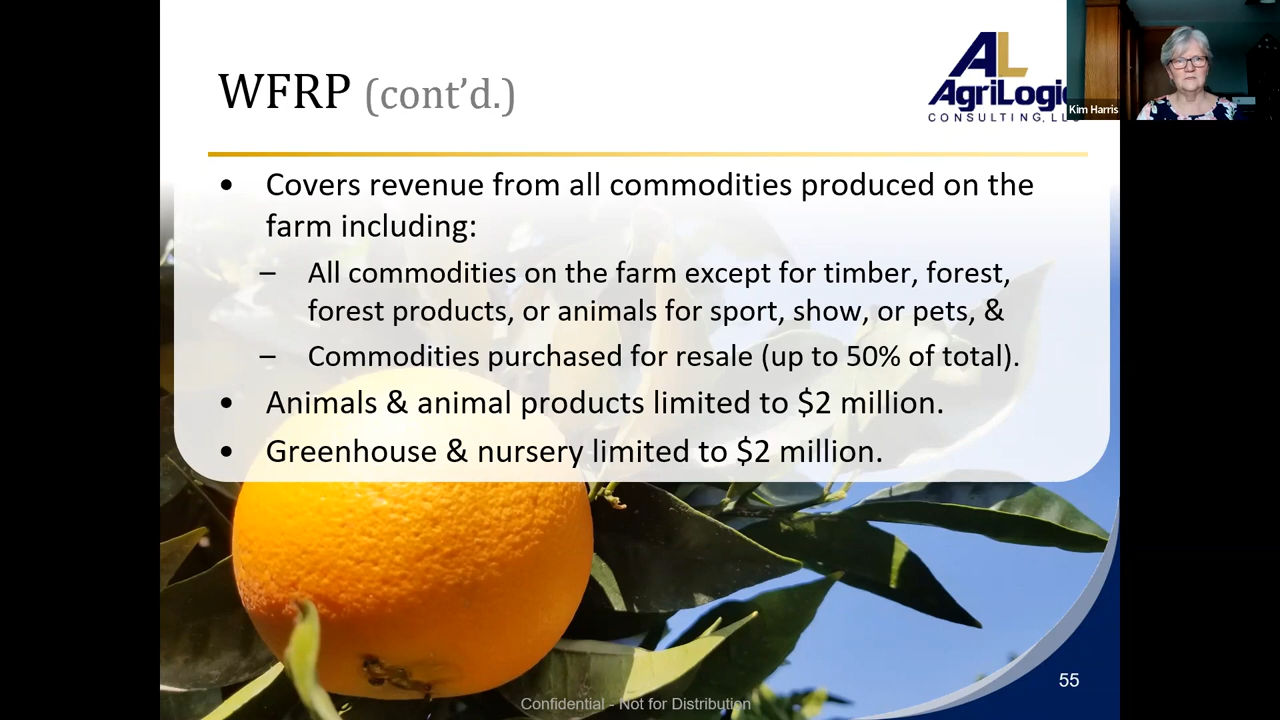 WFRP (cont'd.)
AL
AgriLogic
CONSULTING, LLC
Kim Harris
• Covers revenue from all commodities produced on the
farm including:
– All commodities on the farm except for timber, forest,
forest products, or animals for sport, show, or pets, &
– Commodities purchased for resale (up to 50% of total).
• Animals & animal products limited to $2 million.
• Greenhouse & nursery limited to $2 million.
55
Confidential - Not for Distribution